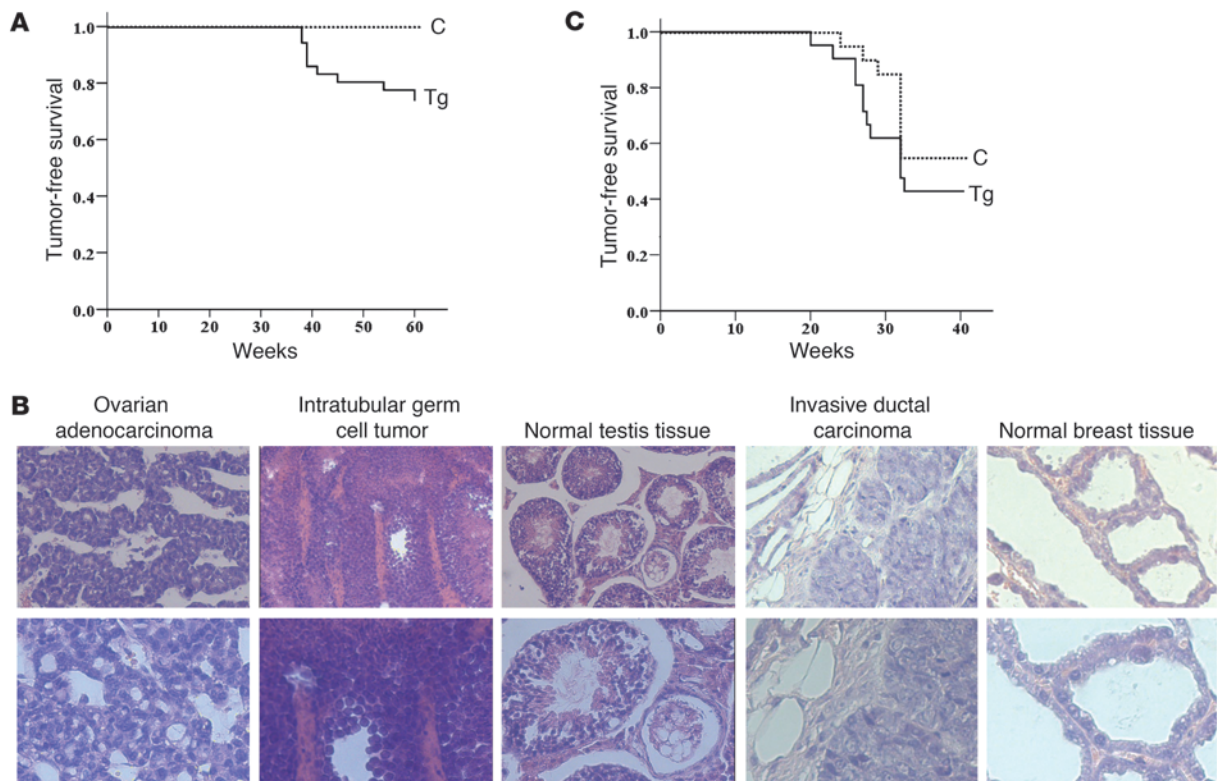 A
1.0
0.8
0.6
0.4
0.2
0.0
Tumor-free survival
C
Tg
0 10 20 30 40 50 60
Weeks
C
1.0
0.8
0.6
0.4
0.2
0.0
Tumor-free survival
C
Tg
0 10 20 30 40
Weeks
B
Ovarian
adenocarcinoma
Intratubular germ
cell tumor
Normal testis tissue
Invasive ductal
carcinoma
Normal breast tissue